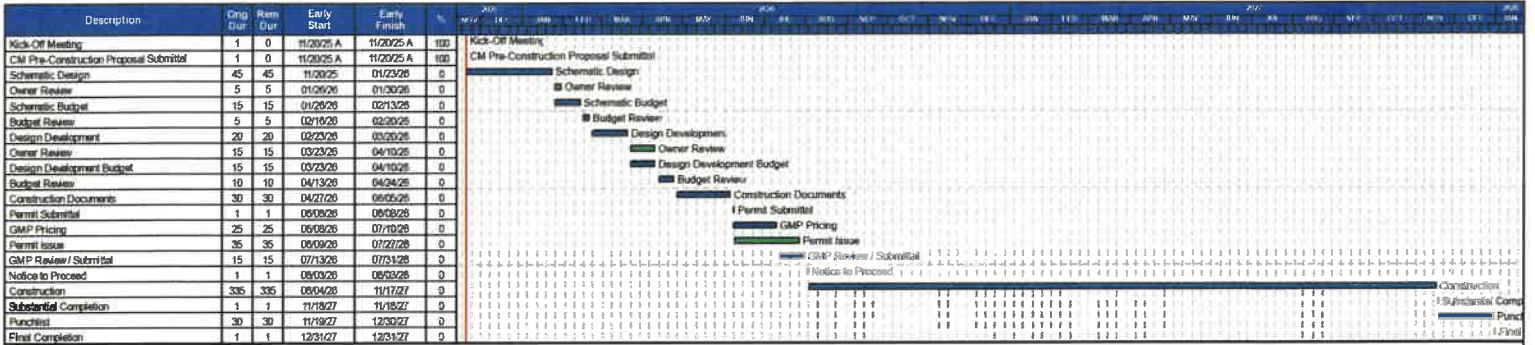 Description Orig Dur Rem Dur Early Start Early Finish % 2025 2026 2027 2028
NOV DEC JAN FEB MAR APR MAY JUN JUL AUG SEP OCT NOV DEC JAN FEB MAR APR MAY JUN JUL AUG SEP OCT NOV DEC JAN
Kick-Off Meeting 1 0 11/20/25 A 11/20/25 A 100 Kick-Off Meeting
CM Pre-Construction Proposal Submittal 1 0 11/20/25 A 11/20/25 A 100 CM Pre-Construction Proposal Submittal
Schematic Design 45 45 11/20/25 01/23/26 0 Schematic Design
Owner Review 5 5 01/26/26 01/30/26 0 Owner Review
Schematic Budget 15 15 01/26/26 02/13/26 0 Schematic Budget
Budget Review 5 5 02/16/26 02/20/26 0 Budget Review
Design Development 20 20 02/23/26 03/20/26 0 Design Development
Owner Review 15 15 03/23/26 04/10/26 0 Owner Review
Design Development Budget 15 15 03/23/26 04/10/26 0 Design Development Budget
Budget Review 10 10 04/13/26 04/24/26 0 Budget Review
Construction Documents 30 30 04/27/26 06/05/26 0 Construction Documents
Permit Submittal 1 1 06/08/26 06/08/26 0 Permit Submittal
GMP Pricing 25 25 06/08/26 07/10/26 0 GMP Pricing
Permit Issue 35 35 06/09/26 07/27/26 0 Permit Issue
GMP Review / Submittal 15 15 07/13/26 07/31/26 0 GMP Review / Submittal
Notice to Proceed 1 1 08/03/26 08/03/26 0 Notice to Proceed
Construction 335 335 08/04/26 11/17/27 0 Construction
Substantial Completion 1 1 11/18/27 11/18/27 0 Substantial Comp
Punchlist 30 30 11/19/27 12/30/27 0 Punc
Final Completion 1 1 12/31/27 12/31/27 0 Final